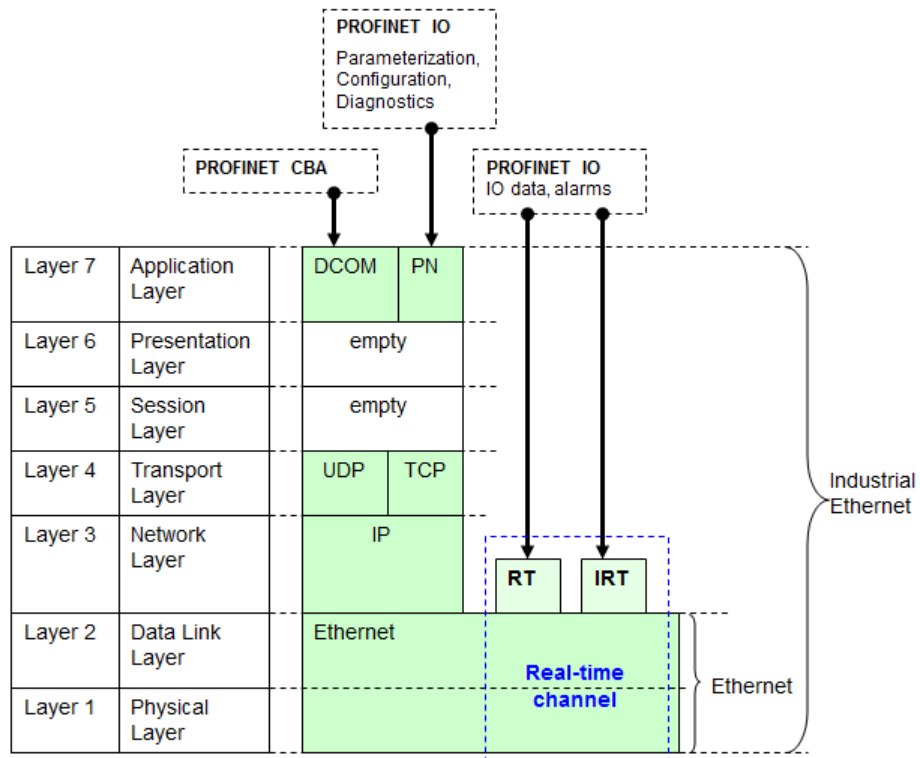 PROFINET IO
Parameterization,
Configuration,
Diagnostics
PROFINET CBA
PROFINET IO
IO data, alarms
Layer 7
Application
Layer
DCOM
PN
Layer 6
Presentation
Layer
empty
Layer 5
Session
Layer
empty
Layer 4
Transport
Layer
UDP
TCP
Industrial
Ethernet
Layer 3
Network
Layer
IP
RT
IRT
Layer 2
Data Link
Layer
Ethernet
Real-time
channel
Ethernet
Layer 1
Physical
Layer